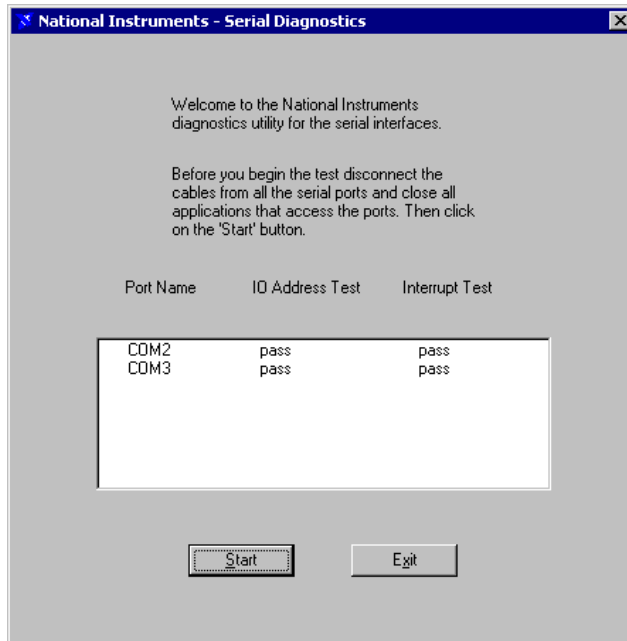 National Instruments - Serial Diagnostics
Welcome to the National Instruments
diagnostics utility for the serial interfaces.
Before you begin the test disconnect the
cables from all the serial ports and close all
applications that access the ports. Then click
on the 'Start' button.
Port Name IO Address Test Interrupt Test
COM2 pass pass
COM3 pass pass
Start Exit